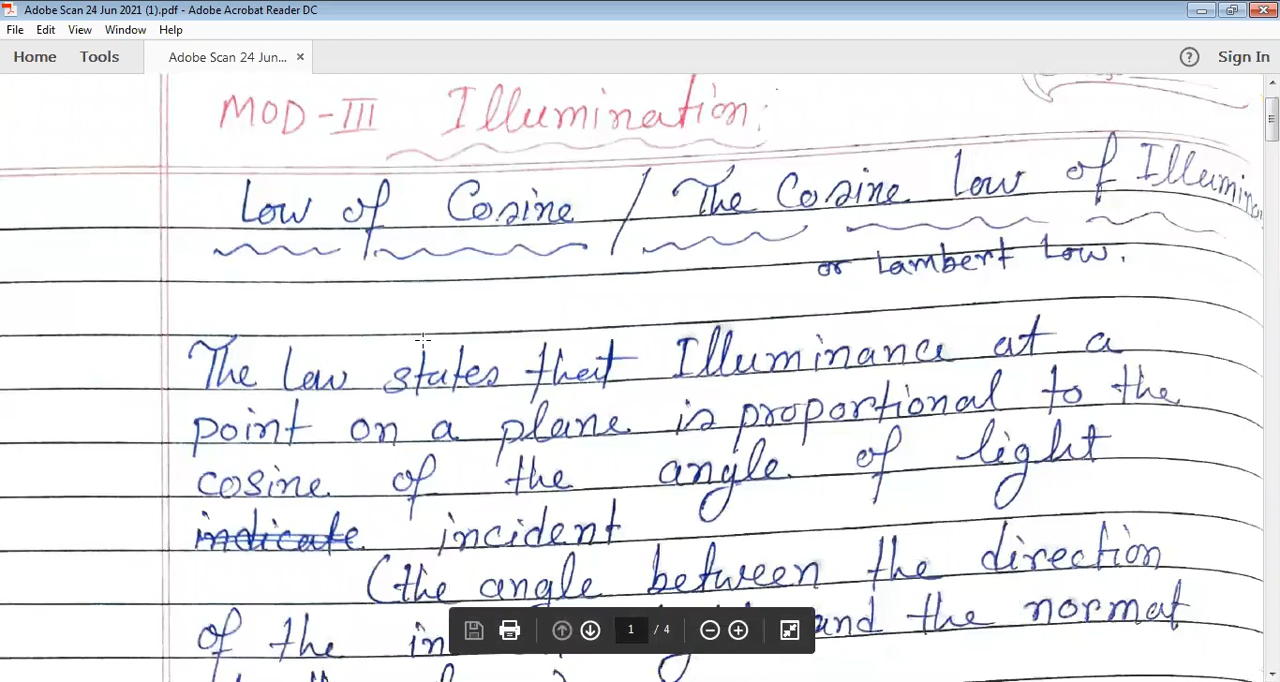 Adobe Scan 24 Jun 2021 (1).pdf - Adobe Acrobat Reader DC
File Edit View Window Help
Home Tools Adobe Scan 24 Jun... × ? Sign In
MOD-III Illumination:
Low of Cosine / The Cosine Low of Illumina
or Lambert Low.
The Law states that Illuminance at a
point on a plane is proportional to the
cosine of the angle of light
indicate incident
(the angle between the direction
of the in and the normal
1 / 4